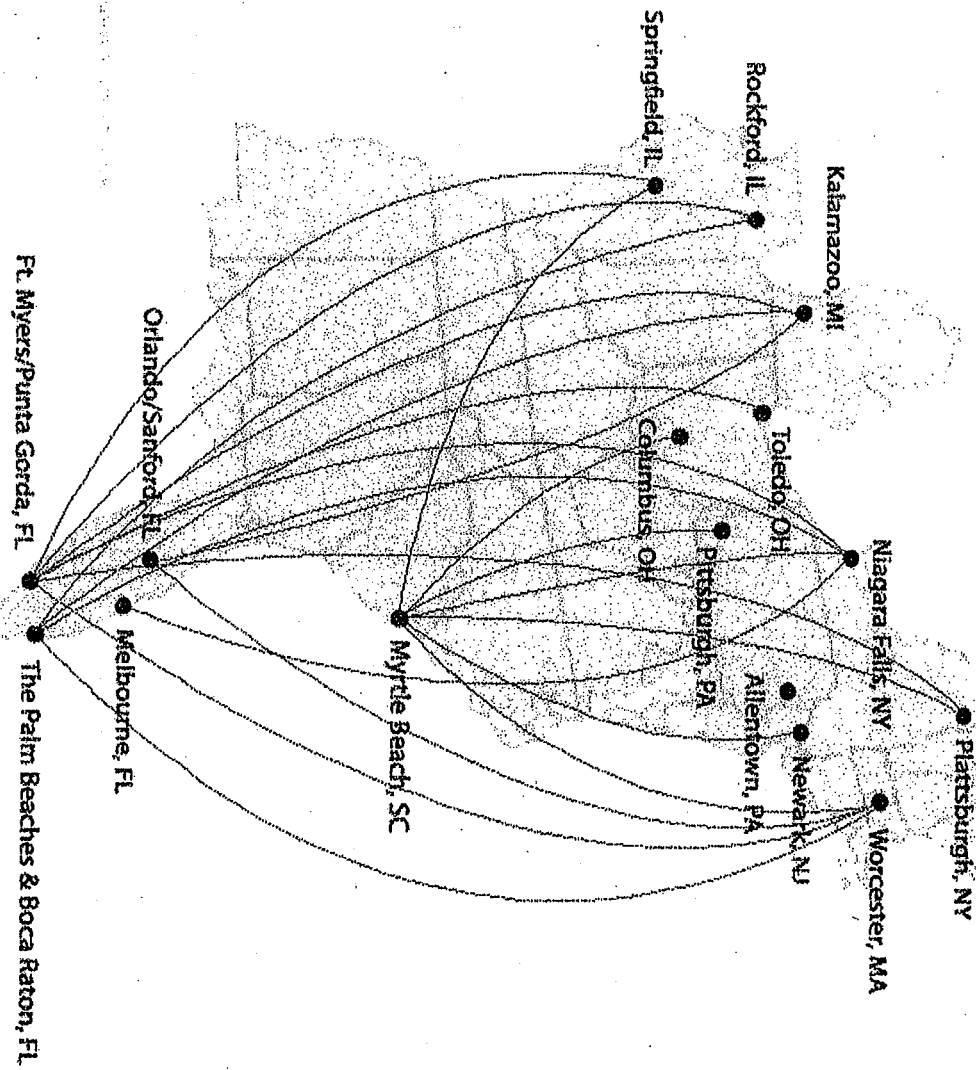 Plattsburgh, NY
Niagara Falls, NY
Worcester, MA
Kalamazoo, MI
Toledo, OH
Newark, NJ
Rockford, IL
Allentown, PA
Pittsburgh, PA
Springfield, IL
Columbus, OH
Myrtle Beach, SC
Orlando/Sanford, FL
Melbourne, FL
Ft. Myers/Punta Gorda, FL
The Palm Beaches & Boca Raton, FL